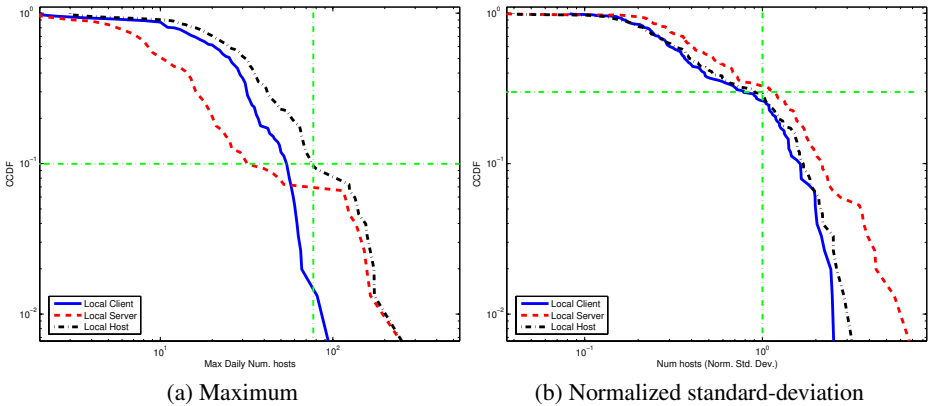 10^0
10^-1
10^-2
CCDF
Local Client
Local Server
Local Host
10^1
10^2
Max Daily Num. hosts
(a) Maximum
10^0
10^-1
10^-2
CCDF
Local Client
Local Server
Local Host
10^-1
10^0
Num hosts (Norm. Std. Dev.)
(b) Normalized standard-deviation